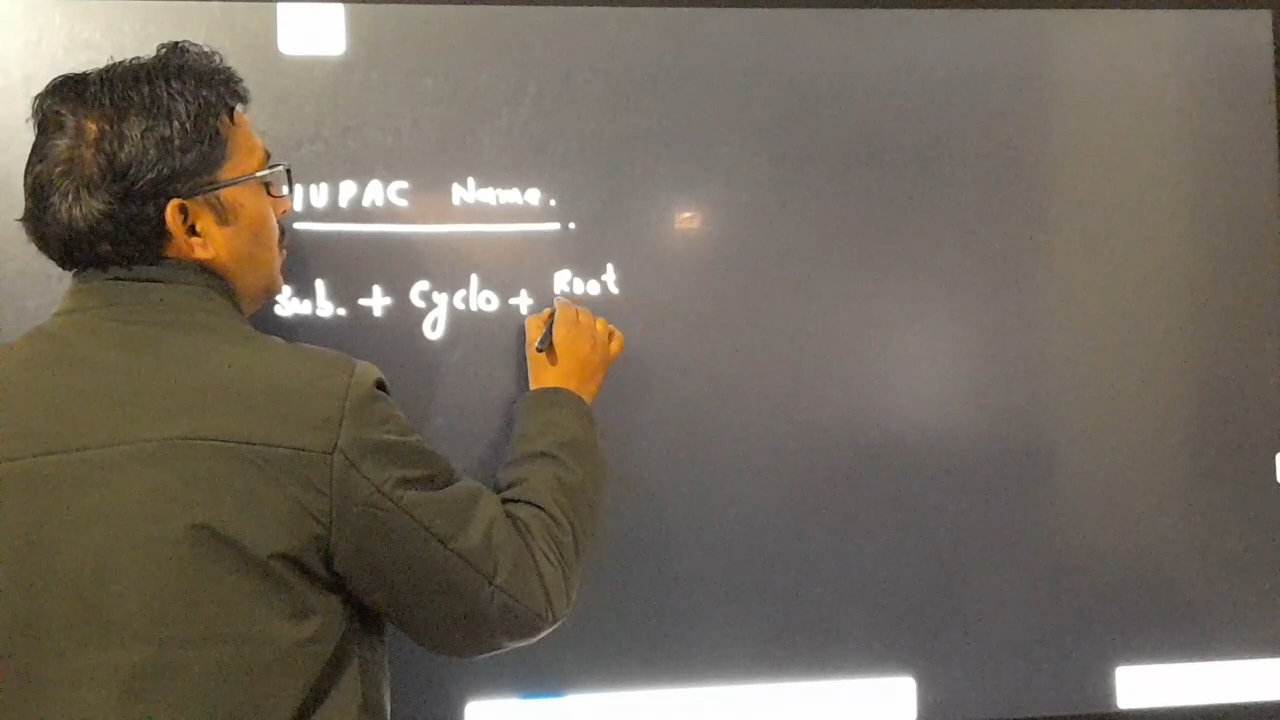 IUPAC Name.
Sub. + Cyclo + Root